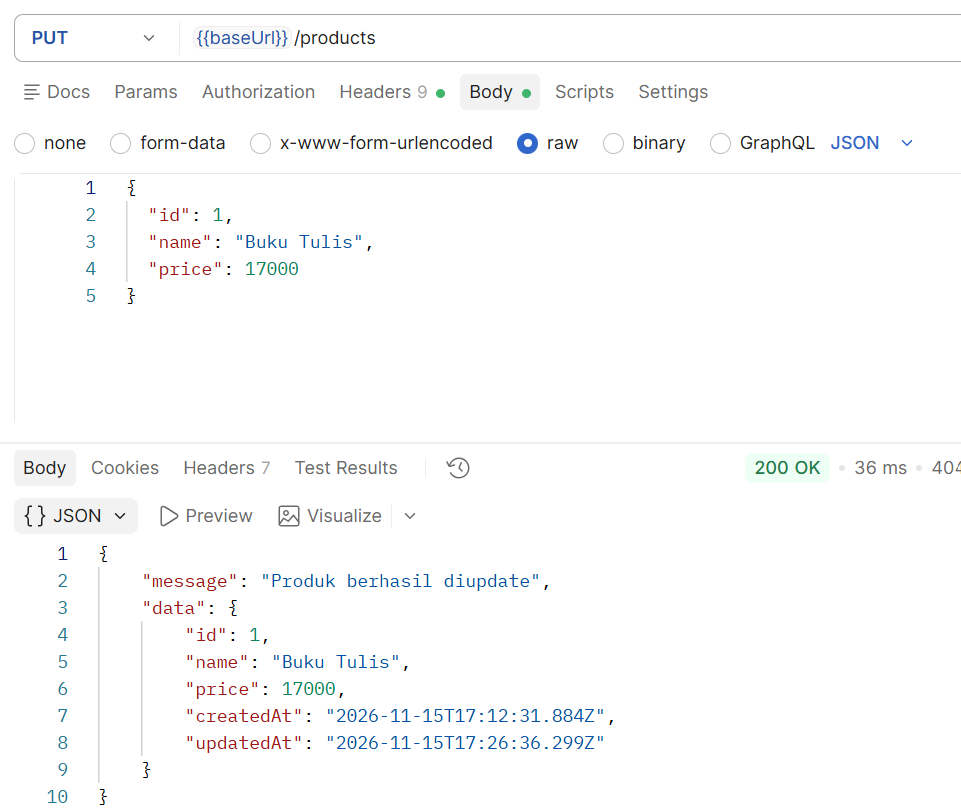 PUT {{baseUrl}} /products
Docs Params Authorization Headers 9 Body Scripts Settings
none form-data x-www-form-urlencoded raw binary GraphQL JSON
1 {
2 "id": 1,
3 "name": "Buku Tulis",
4 "price": 17000
5 }
Body Cookies Headers 7 Test Results 200 OK • 36 ms • 404
{} JSON Preview Visualize
1 {
2 "message": "Produk berhasil diupdate",
3 "data": {
4 "id": 1,
5 "name": "Buku Tulis",
6 "price": 17000,
7 "createdAt": "2026-11-15T17:12:31.884Z",
8 "updatedAt": "2026-11-15T17:26:36.299Z"
9 }
10 }